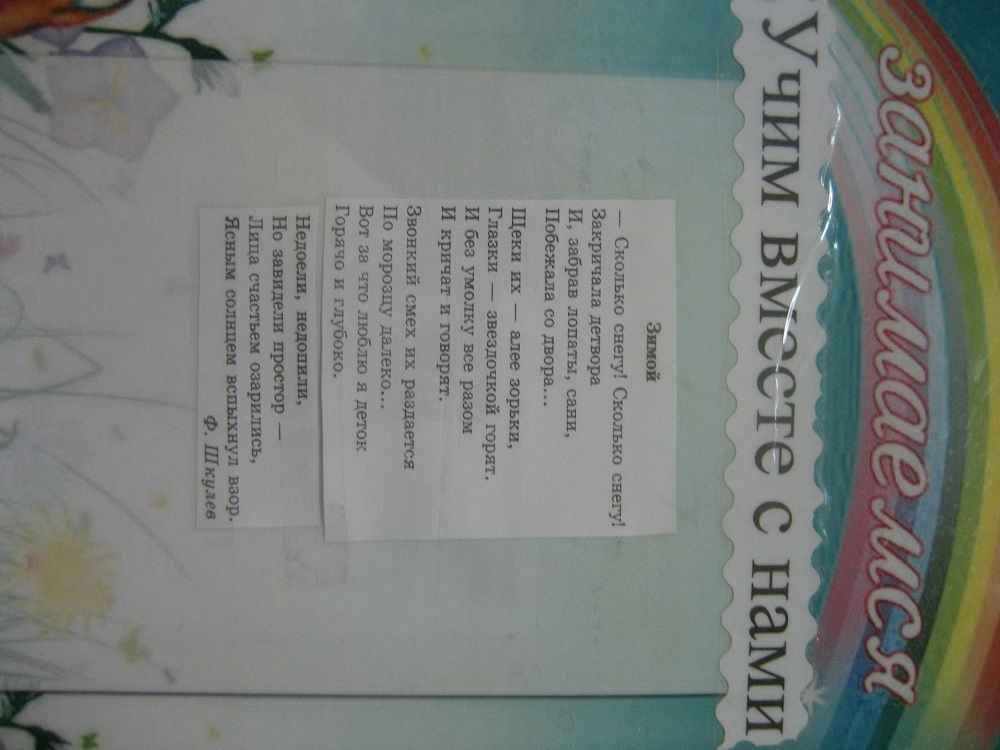 занимаемся
Учим вместе с нами
Зимой
— Сколько снегу! Сколько снегу!
Закричала детвора
И, забрав лопаты, сани,
Побежала со двора...
Щеки их — алее зорьки,
Глазки — звездочкой горят.
И без умолку все разом
И кричат и говорят.
Звонкий смех их раздается
По морозцу далеко...
Вот за что люблю я деток
Горячо и глубоко.
Недоели, недопили,
Но завидели простор —
Лица счастьем озарились,
Ясным солнцем вспыхнул взор.
Ф. Шкулев